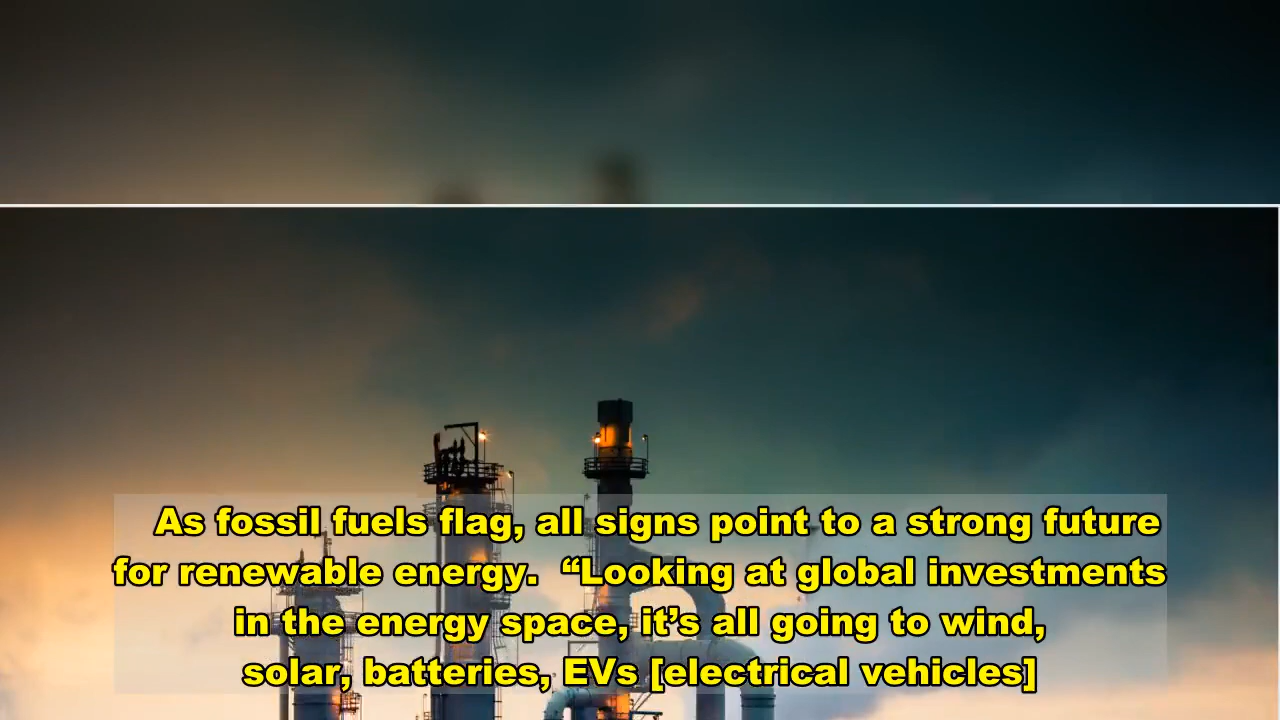 As fossil fuels flag, all signs point to a strong future
for renewable energy.  “Looking at global investments
in the energy space, it’s all going to wind,
solar, batteries, EVs [electrical vehicles]